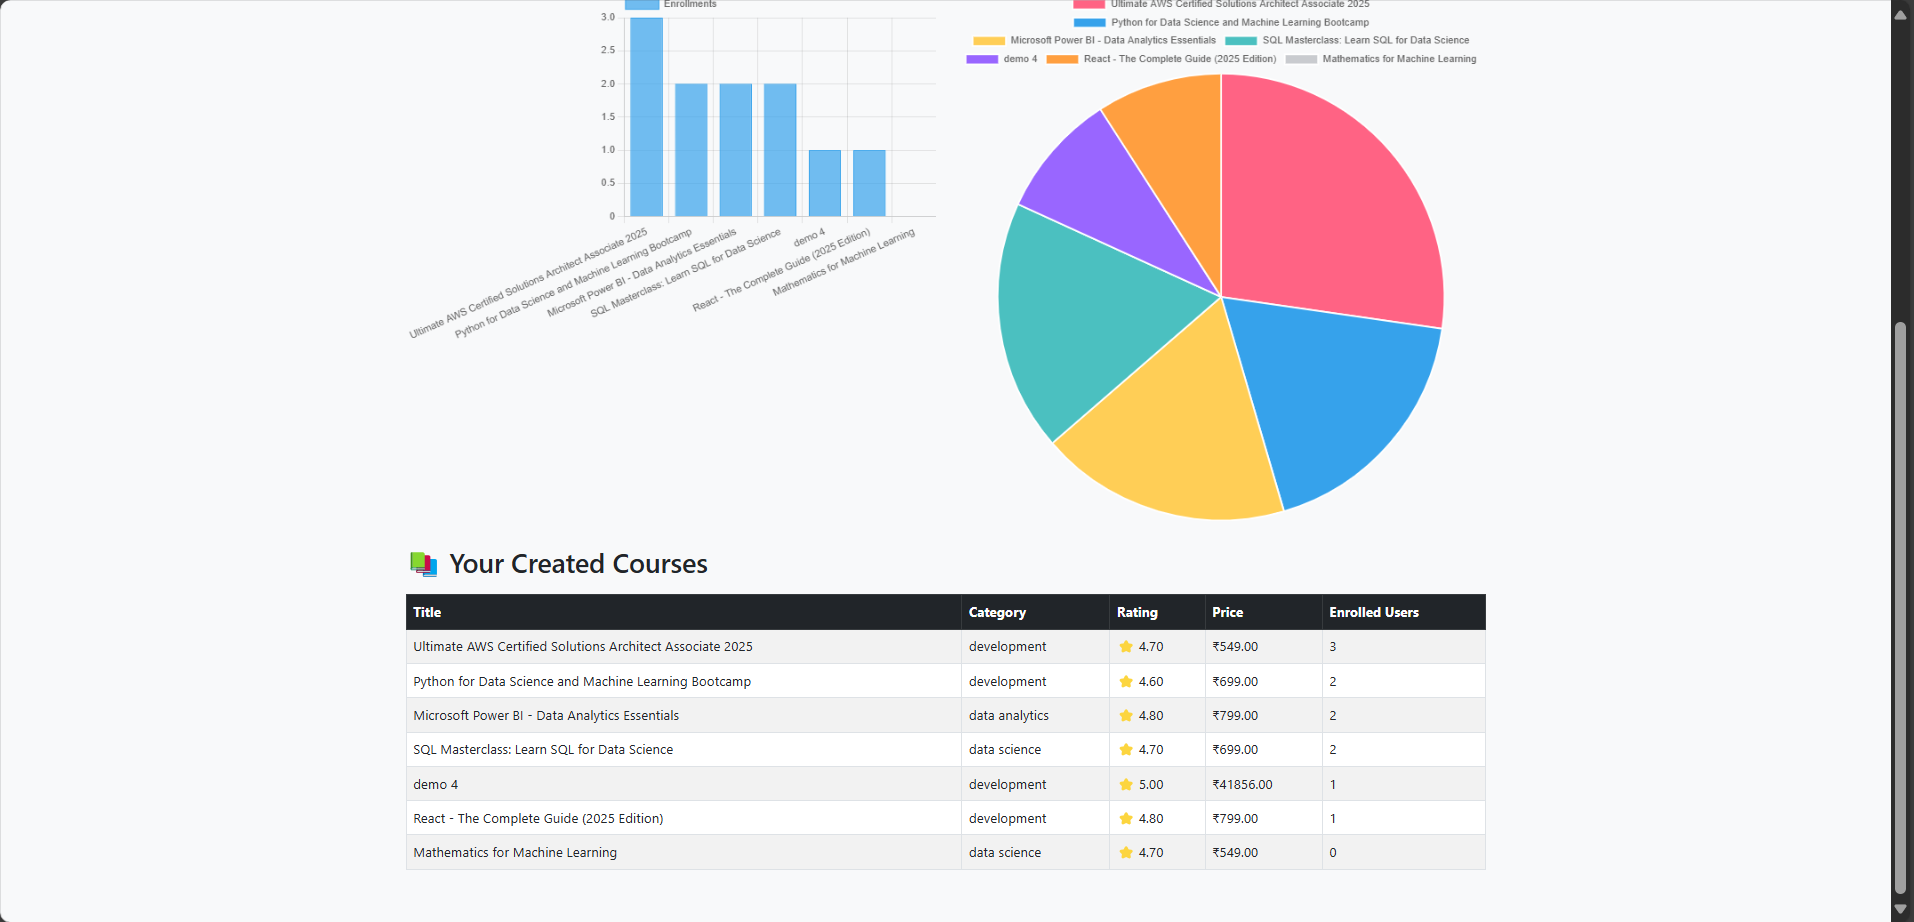 Enrollments
3.0
2.5
2.0
1.5
1.0
0.5
0
Ultimate AWS Certified Solutions Architect Associate 2025
Python for Data Science and Machine Learning Bootcamp
Microsoft Power BI - Data Analytics Essentials
SQL Masterclass: Learn SQL for Data Science
demo 4
React - The Complete Guide (2025 Edition)
Mathematics for Machine Learning
Ultimate AWS Certified Solutions Architect Associate 2025
Python for Data Science and Machine Learning Bootcamp
Microsoft Power BI - Data Analytics Essentials SQL Masterclass: Learn SQL for Data Science
demo 4 React - The Complete Guide (2025 Edition) Mathematics for Machine Learning
Your Created Courses
Title Category Rating Price Enrolled Users
Ultimate AWS Certified Solutions Architect Associate 2025 development 4.70 ₹549.00 3
Python for Data Science and Machine Learning Bootcamp development 4.60 ₹699.00 2
Microsoft Power BI - Data Analytics Essentials data analytics 4.80 ₹799.00 2
SQL Masterclass: Learn SQL for Data Science data science 4.70 ₹699.00 2
demo 4 development 5.00 ₹41856.00 1
React - The Complete Guide (2025 Edition) development 4.80 ₹799.00 1
Mathematics for Machine Learning data science 4.70 ₹549.00 0